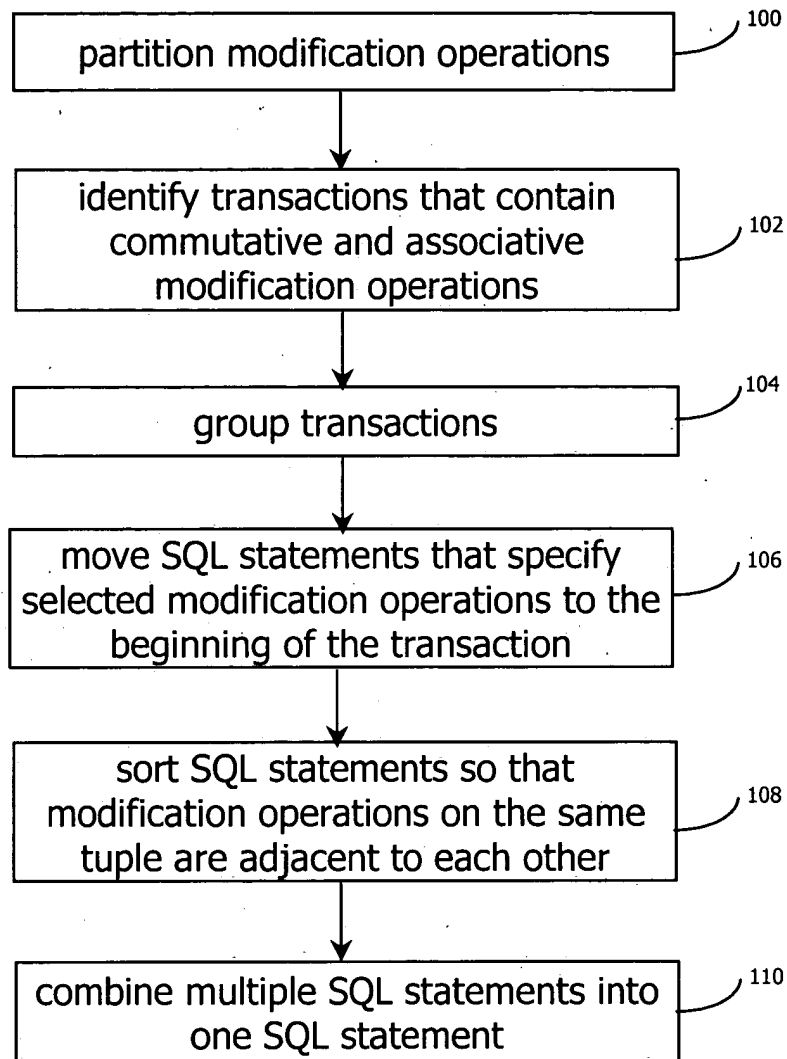 partition modification operations
100
identify transactions that contain
commutative and associative
modification operations
102
group transactions
104
move SQL statements that specify
selected modification operations to the
beginning of the transaction
106
sort SQL statements so that
modification operations on the same
tuple are adjacent to each other
108
combine multiple SQL statements into
one SQL statement
110